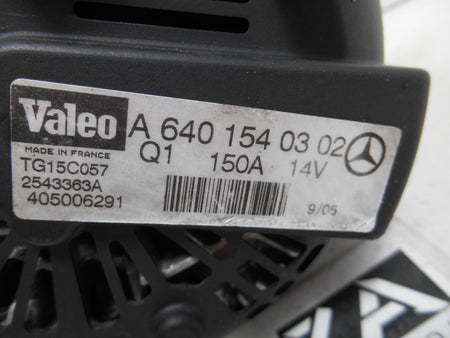 Valeo A 640 154 03 02
MADE IN FRANCE Q1 150A 14V
TG15C057
2543363A
405006291 9/05